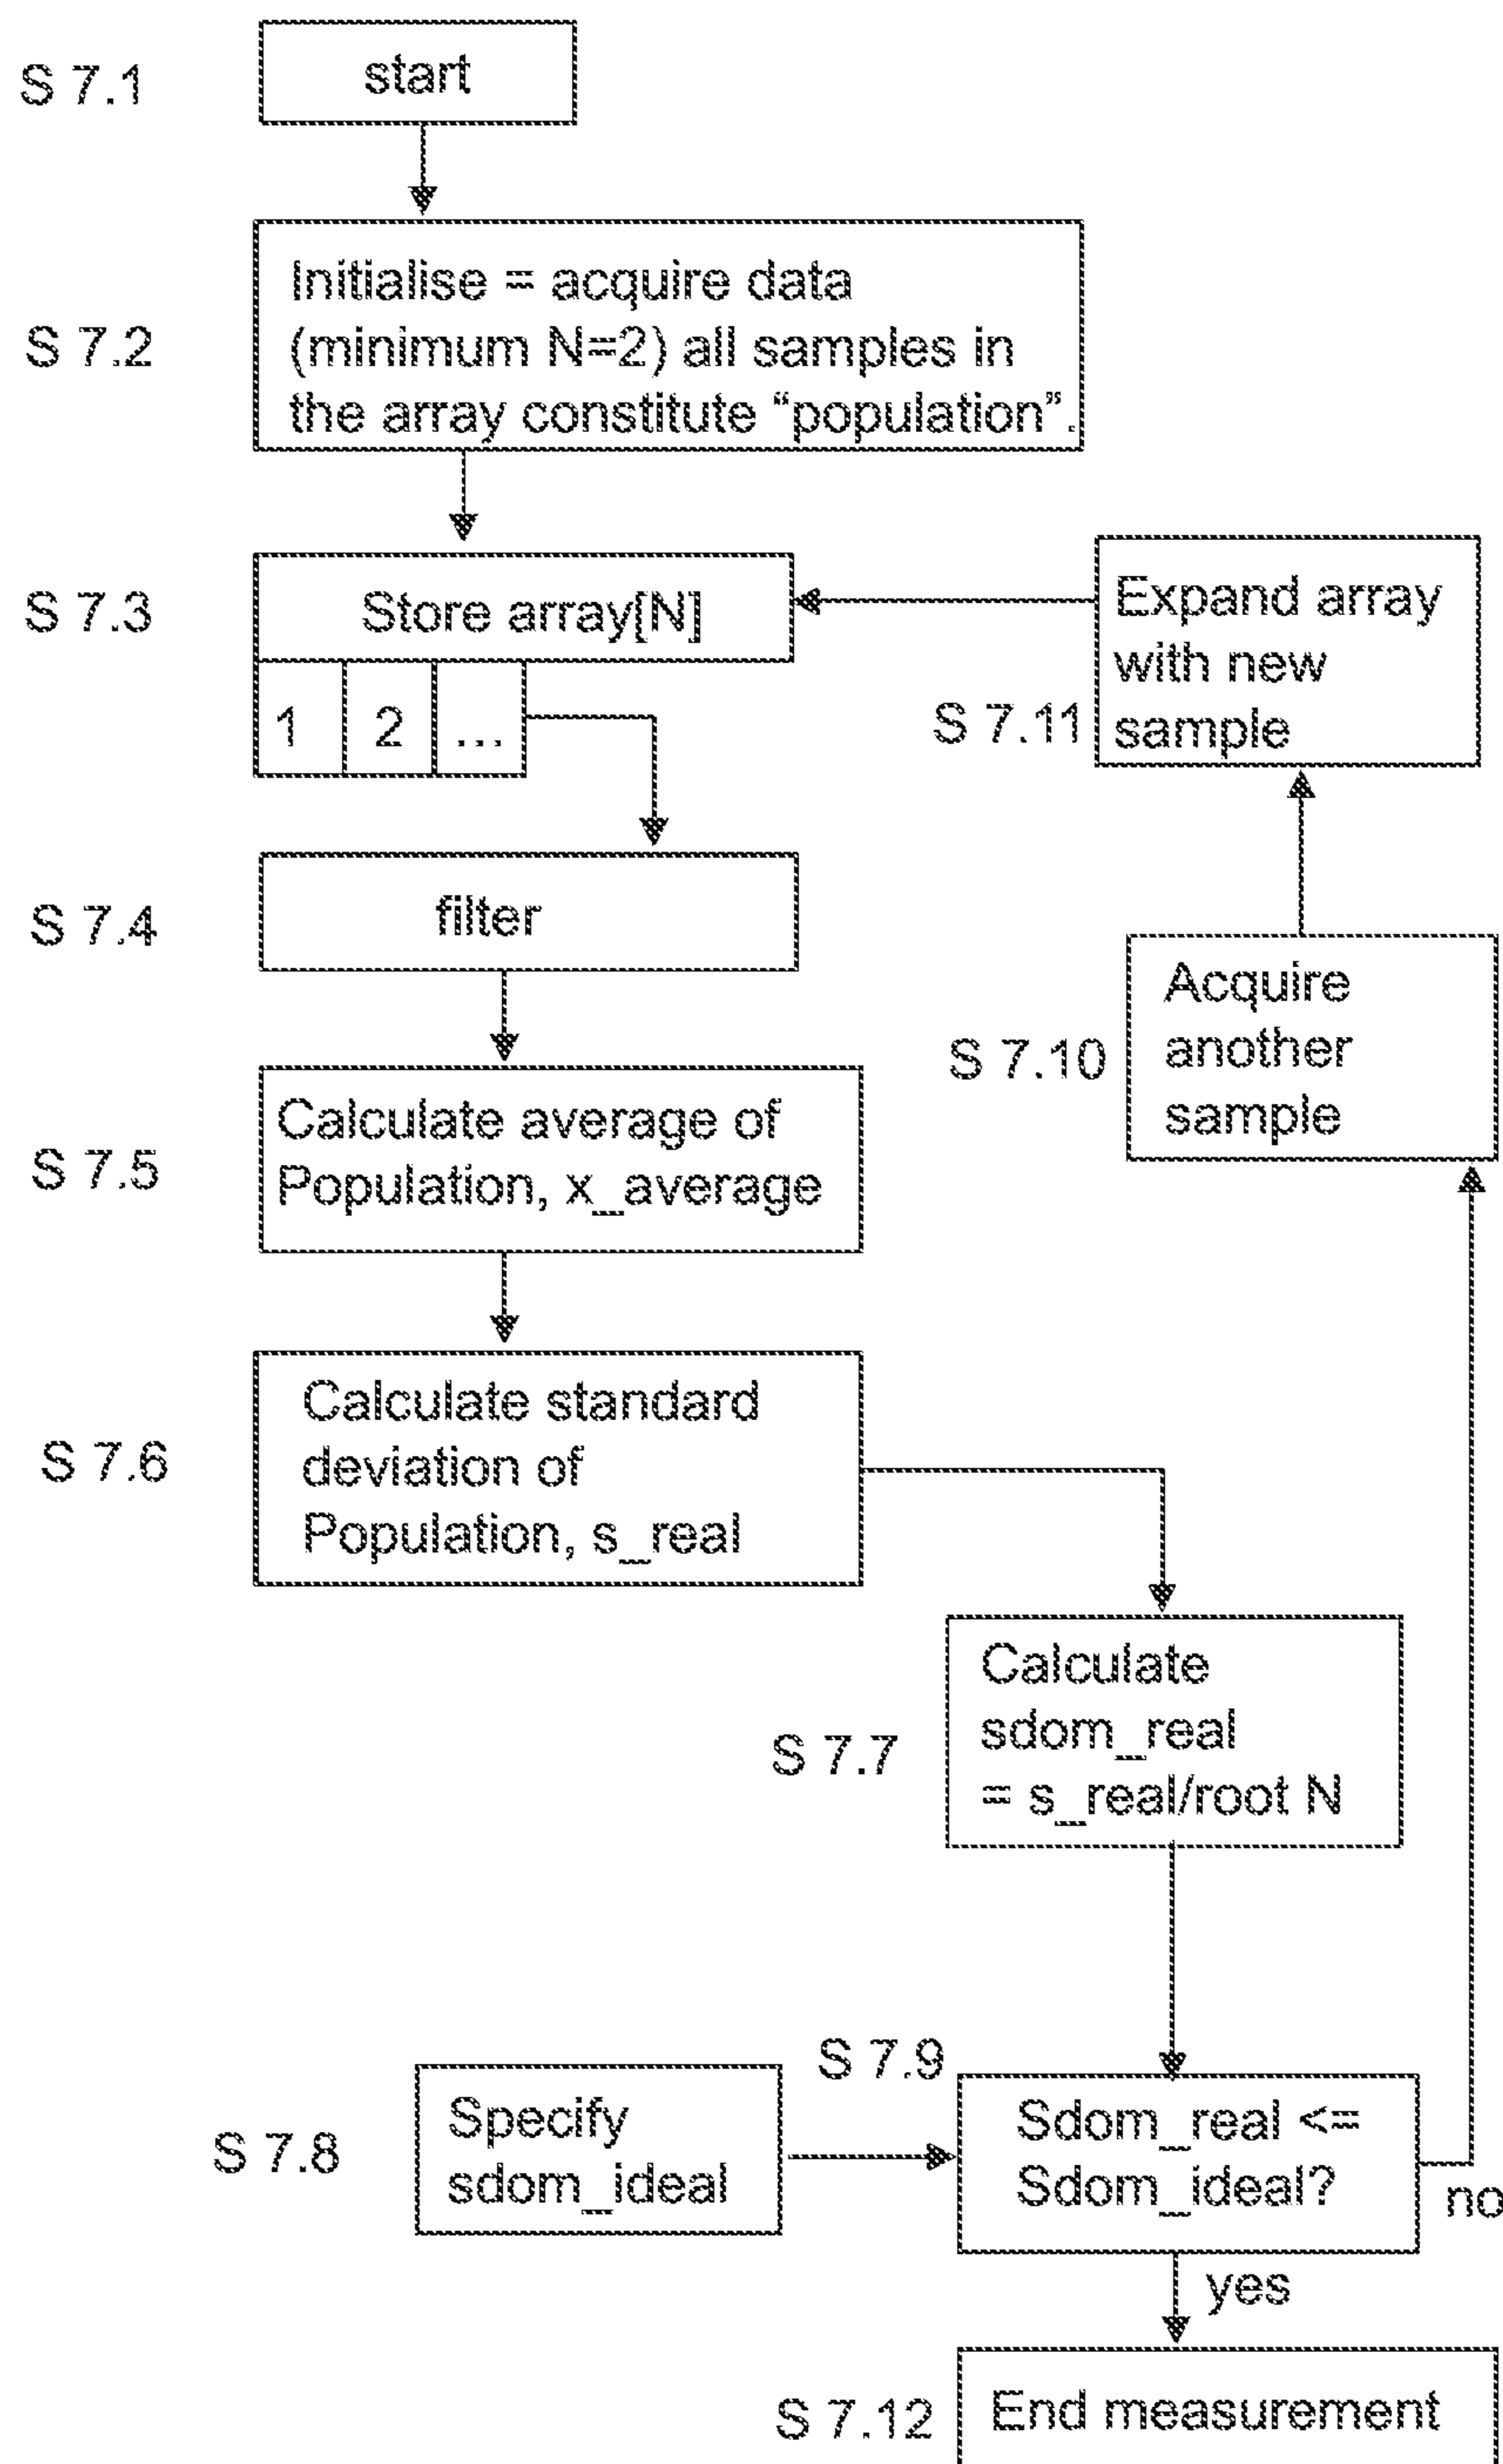 S 7.1
start
S 7.2
Initialise = acquire data
(minimum N=2) all samples in
the array constitute “population”.
S 7.3
Store array[N]
1 2 ...
S 7.11
Expand array
with new
sample
S 7.4
filter
S 7.10
Acquire
another
sample
S 7.5
Calculate average of
Population, x_average
S 7.6
Calculate standard
deviation of
Population, s_real
S 7.7
Calculate
sdom_real
= s_real/root N
S 7.8
Specify
sdom_ideal
S 7.9
Sdom_real <=
Sdom_ideal?
no
yes
S 7.12
End measurement